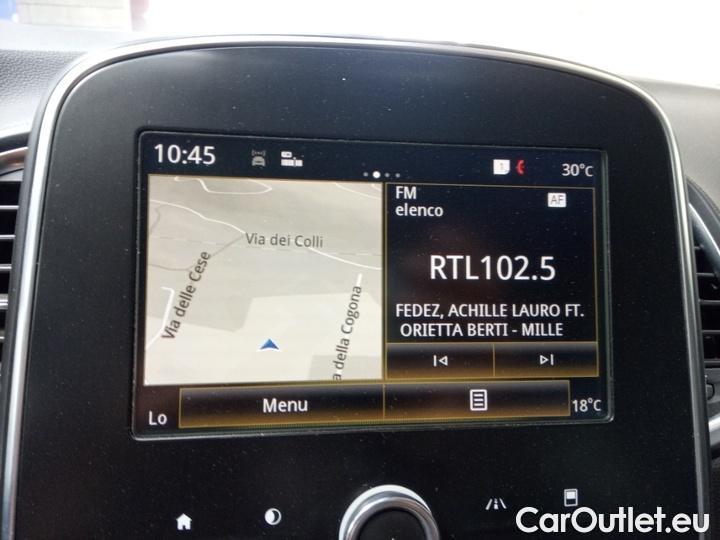 10:45
1
30°C
FM
elenco
AF
RTL102.5
FEDEZ, ACHILLE LAURO FT.
ORIETTA BERTI - MILLE
Via dei Colli
Via delle Cese
a della Cogona
Lo
Menu
18°C
CarOutlet.eu